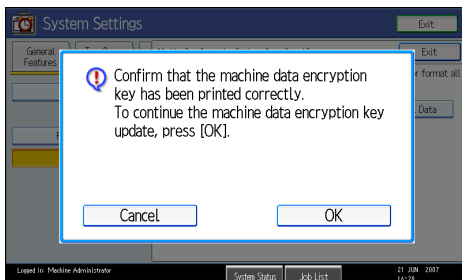 System Settings
Exit
General
Features
Exit
or format all
Data
Confirm that the machine data encryption
key has been printed correctly.
To continue the machine data encryption key
update, press [OK].
Cancel
OK
Logged in: Machine Administrator
System Status
Job List
21 JUN 2007